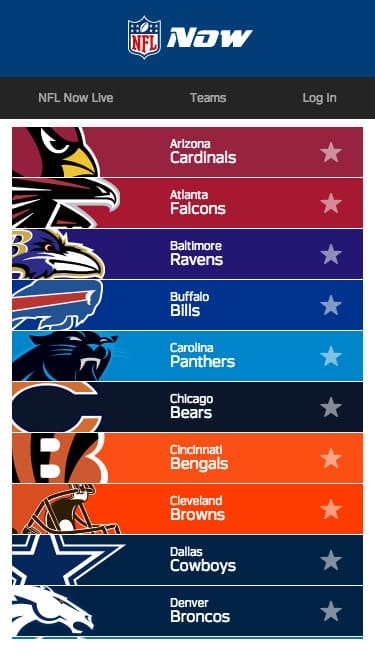 NFL Now
NFL Now Live Teams Log In
Arizona
Cardinals
Atlanta
Falcons
Baltimore
Ravens
Buffalo
Bills
Carolina
Panthers
Chicago
Bears
Cincinnati
Bengals
Cleveland
Browns
Dallas
Cowboys
Denver
Broncos